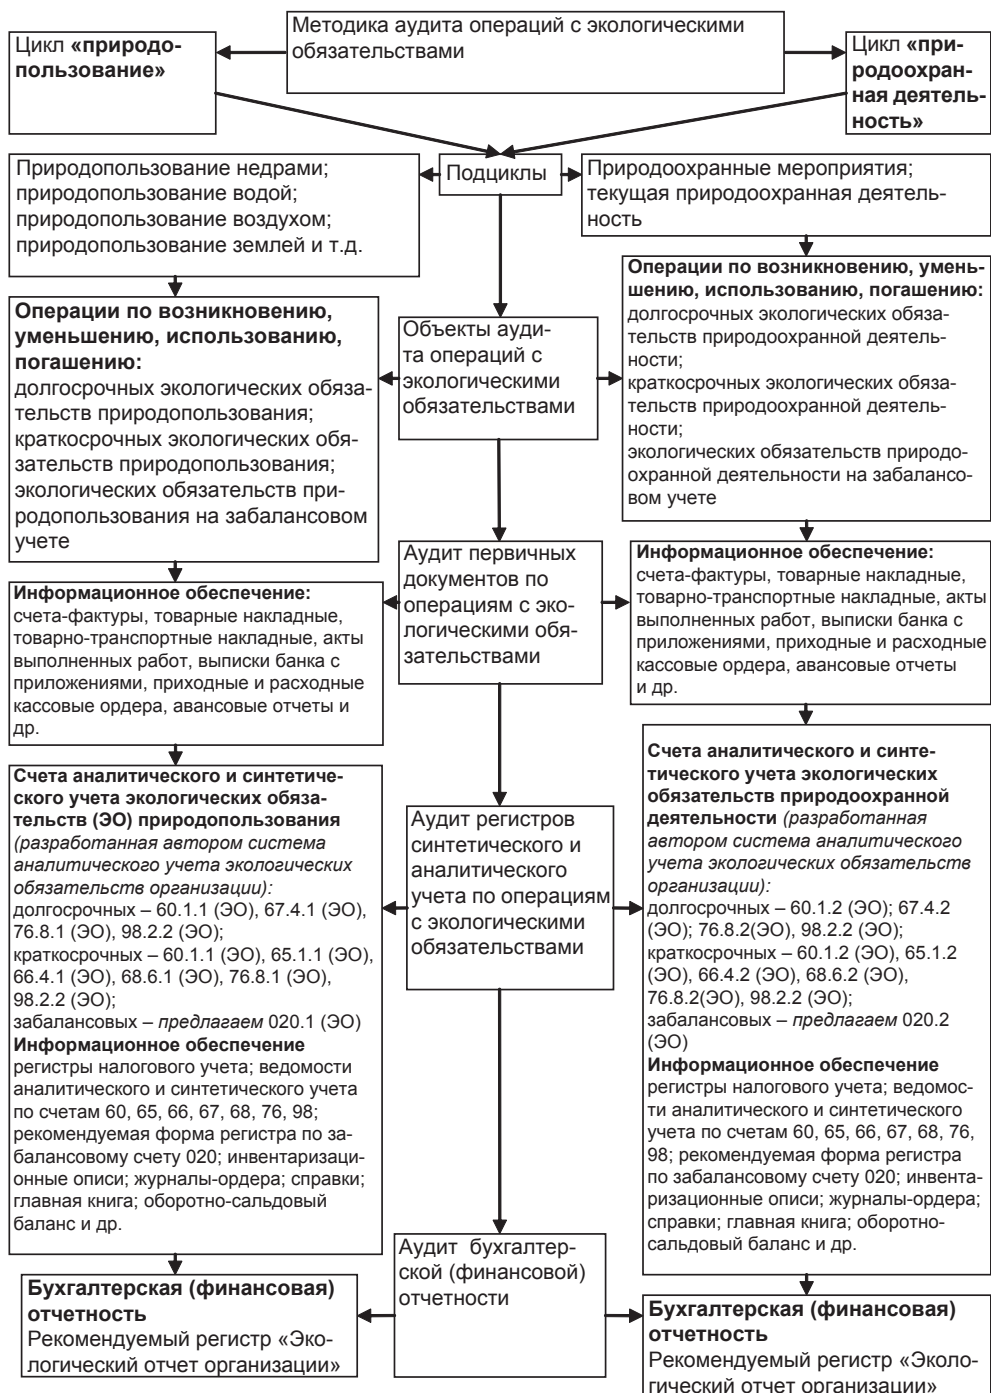 Методика аудита операций с экологическими
обязательствами
Цикл «природо-
пользование»
Цикл «при-
родоохран-
ная деятель-
ность»
Природопользование недрами;
природопользование водой;
природопользование воздухом;
природопользование землей и т.д.
Подциклы
Природоохранные мероприятия;
текущая природоохранная деятель-
ность
Операции по возникновению,
уменьшению, использованию,
погашению:
долгосрочных экологических обяза-
тельств природопользования;
краткосрочных экологических обя-
зательств природопользования;
экологических обязательств при-
родопользования на забалансовом
учете
Объекты ауди-
та операций с
экологическими
обязательствами
Операции по возникновению, умень-
шению, использованию, погашению:
долгосрочных экологических обяза-
тельств природоохранной деятель-
ности;
краткосрочных экологических обяза-
тельств природоохранной деятель-
ности;
экологических обязательств природо-
охранной деятельности на забалансо-
вом учете
Информационное обеспечение:
счета-фактуры, товарные накладные,
товарно-транспортные накладные, акты
выполненных работ, выписки банка с
приложениями, приходные и расходные
кассовые ордера, авансовые отчеты и
др.
Аудит первичных
документов по
операциям с эко-
логическими обя-
зательствами
Информационное обеспечение:
счета-фактуры, товарные накладные,
товарно-транспортные накладные, акты
выполненных работ, выписки банка с
приложениями, приходные и расходные
кассовые ордера, авансовые отчеты
и др.
Счета аналитического и синтетиче-
ского учета экологических обяза-
тельств (ЭО) природопользования
(разработанная автором система
аналитического учета экологических
обязательств организации):
долгосрочных – 60.1.1 (ЭО), 67.4.1 (ЭО),
76.8.1 (ЭО), 98.2.2 (ЭО);
краткосрочных – 60.1.1 (ЭО), 65.1.1 (ЭО),
66.4.1 (ЭО), 68.6.1 (ЭО), 76.8.1 (ЭО),
98.2.2 (ЭО);
забалансовых – предлагаем 020.1 (ЭО)
Информационное обеспечение
регистры налогового учета; ведомости
аналитического и синтетического учета
по счетам 60, 65, 66, 67, 68, 76, 98;
рекомендуемая форма регистра по за-
балансовому счету 020; инвентаризаци-
онные описи; журналы-ордера; справки;
главная книга; оборотно-сальдовый
баланс и др.
Аудит регистров
синтетического и
аналитического
учета по операциям
с экологическими
обязательствами
Счета аналитического и синте-
тического учета экологических
обязательств природоохранной
деятельности (разработанная
автором система аналитического
учета экологических обязательств
организации):
долгосрочных – 60.1.2 (ЭО); 67.4.2
(ЭО); 76.8.2(ЭО), 98.2.2 (ЭО);
краткосрочных – 60.1.2 (ЭО), 65.1.2
(ЭО), 66.4.2 (ЭО), 68.6.2 (ЭО),
76.8.2(ЭО), 98.2.2 (ЭО);
забалансовых – предлагаем 020.2
(ЭО)
Информационное обеспечение
регистры налогового учета; ведомос-
ти аналитического и синтетического
учета по счетам 60, 65, 66, 67, 68, 76,
98; рекомендуемая форма регистра
по забалансовому счету 020; инвента-
ризационные описи; журналы-ордера;
справки; главная книга; оборотно-
сальдовый баланс и др.
Бухгалтерская (финансовая)
отчетность
Рекомендуемый регистр «Эко-
логический отчет организации»
Аудит бухгалтер-
ской (финансовой)
отчетности
Бухгалтерская (финансовая)
отчетность
Рекомендуемый регистр «Эколо-
гический отчет организации»